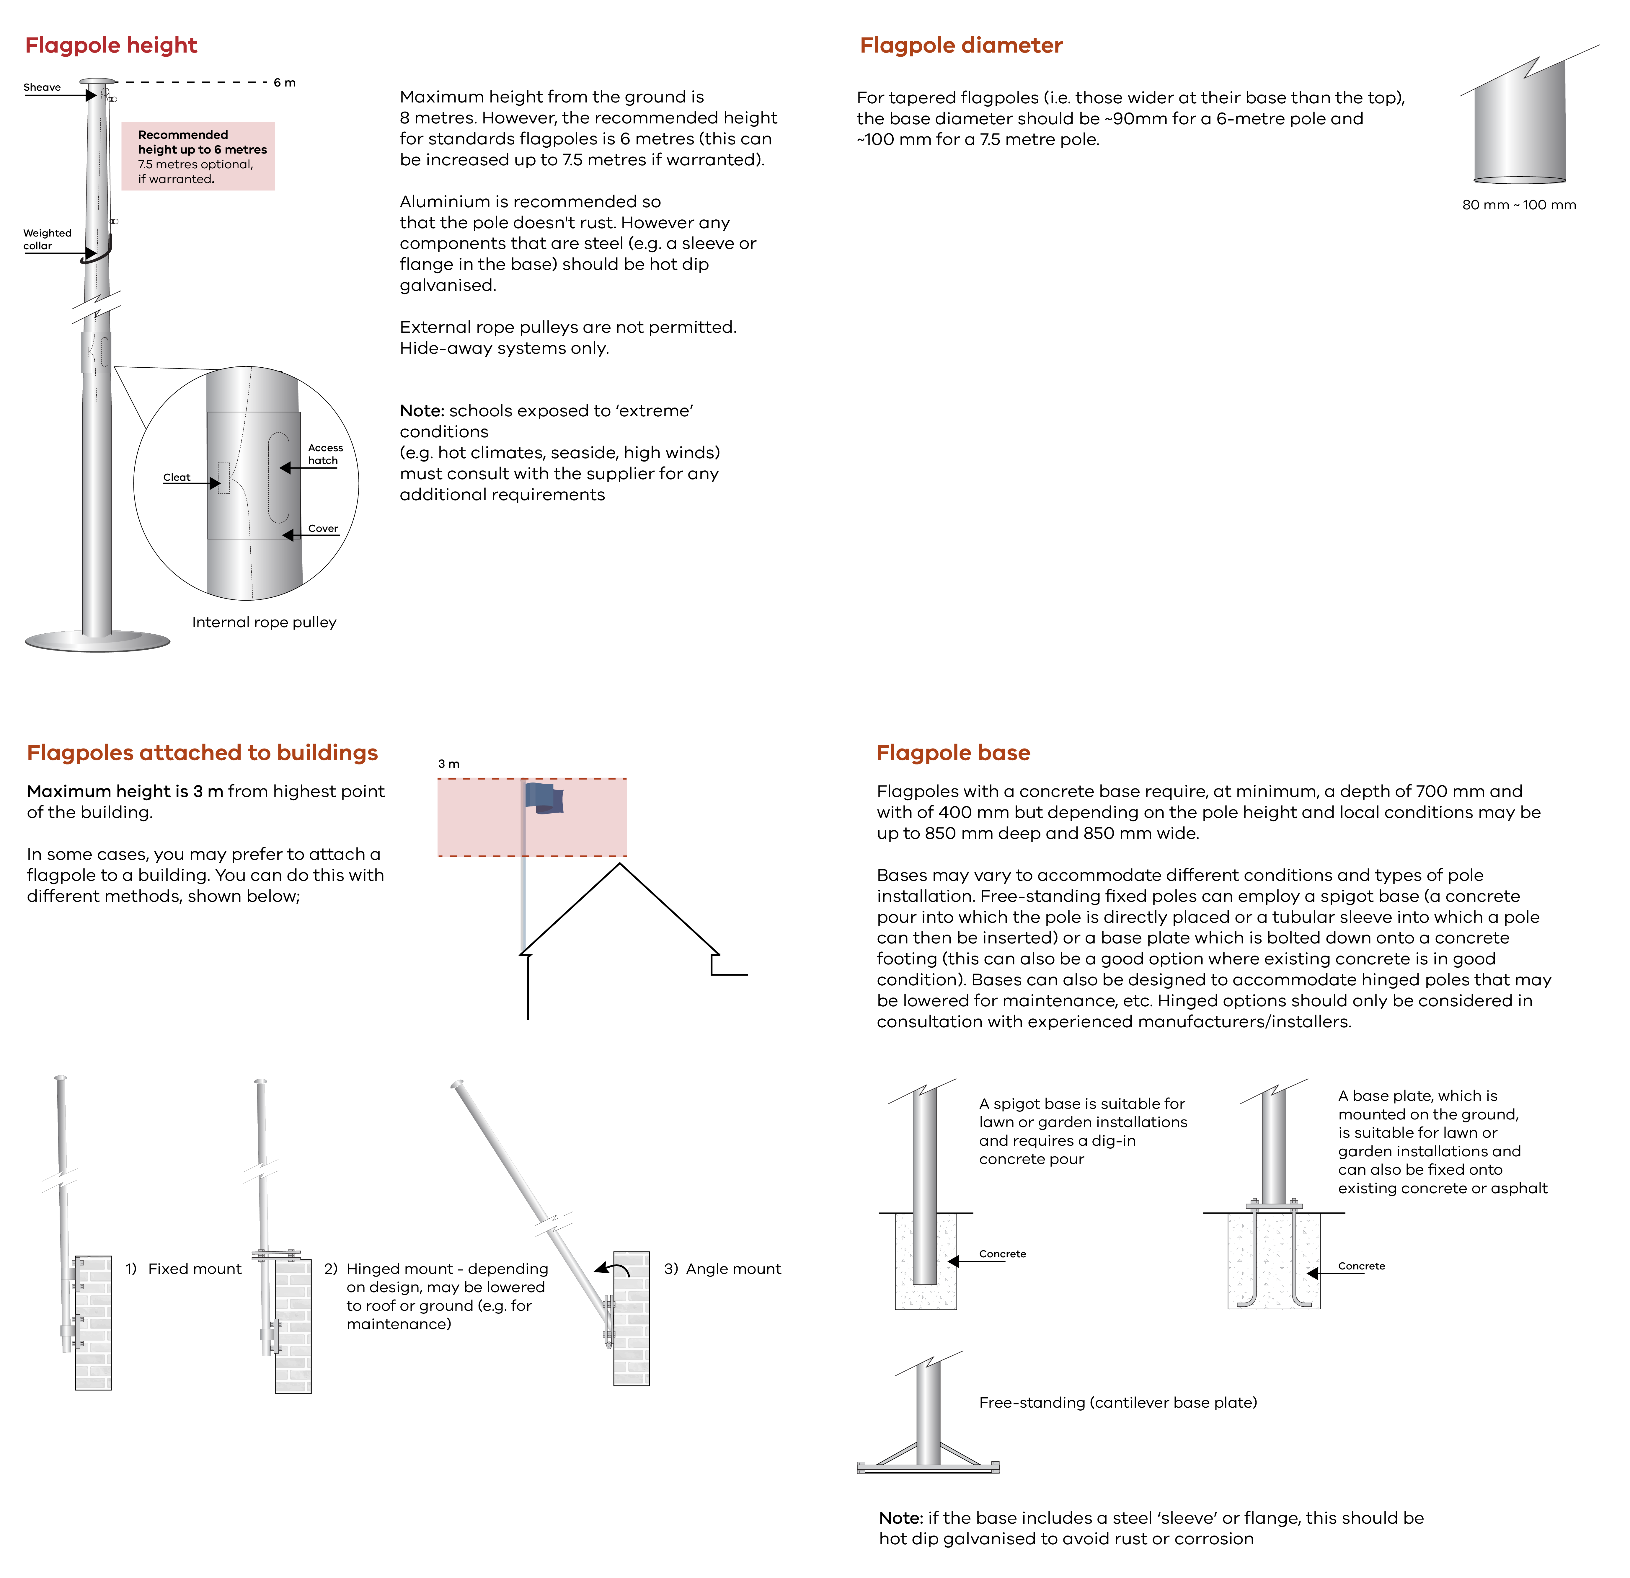 Flagpole height
Sheave
6 m
Recommended
height up to 6 metres
7.5 metres optional,
if warranted.
Weighted
collar
Cleat
Access
hatch
Cover
Internal rope pulley
Maximum height from the ground is
8 metres. However, the recommended height
for standards flagpoles is 6 metres (this can
be increased up to 7.5 metres if warranted).
Aluminium is recommended so
that the pole doesn't rust. However any
components that are steel (e.g. a sleeve or
flange in the base) should be hot dip
galvanised.
External rope pulleys are not permitted.
Hide-away systems only.
Note: schools exposed to ‘extreme’
conditions
(e.g. hot climates, seaside, high winds)
must consult with the supplier for any
additional requirements
Flagpole diameter
For tapered flagpoles (i.e. those wider at their base than the top),
the base diameter should be ~90mm for a 6-metre pole and
~100 mm for a 7.5 metre pole.
80 mm ~ 100 mm
Flagpoles attached to buildings
Maximum height is 3 m from highest point
of the building.
In some cases, you may prefer to attach a
flagpole to a building. You can do this with
different methods, shown below;
3 m
1) Fixed mount
2) Hinged mount - depending
on design, may be lowered
to roof or ground (e.g. for
maintenance)
3) Angle mount
Flagpole base
Flagpoles with a concrete base require, at minimum, a depth of 700 mm and
with of 400 mm but depending on the pole height and local conditions may be
up to 850 mm deep and 850 mm wide.
Bases may vary to accommodate different conditions and types of pole
installation. Free-standing fixed poles can employ a spigot base (a concrete
pour into which the pole is directly placed or a tubular sleeve into which a pole
can then be inserted) or a base plate which is bolted down onto a concrete
footing (this can also be a good option where existing concrete is in good
condition). Bases can also be designed to accommodate hinged poles that may
be lowered for maintenance, etc. Hinged options should only be considered in
consultation with experienced manufacturers/installers.
A spigot base is suitable for
lawn or garden installations
and requires a dig-in
concrete pour
Concrete
A base plate, which is
mounted on the ground,
is suitable for lawn or
garden installations and
can also be fixed onto
existing concrete or asphalt
Concrete
Free-standing (cantilever base plate)
Note: if the base includes a steel ‘sleeve’ or flange, this should be
hot dip galvanised to avoid rust or corrosion